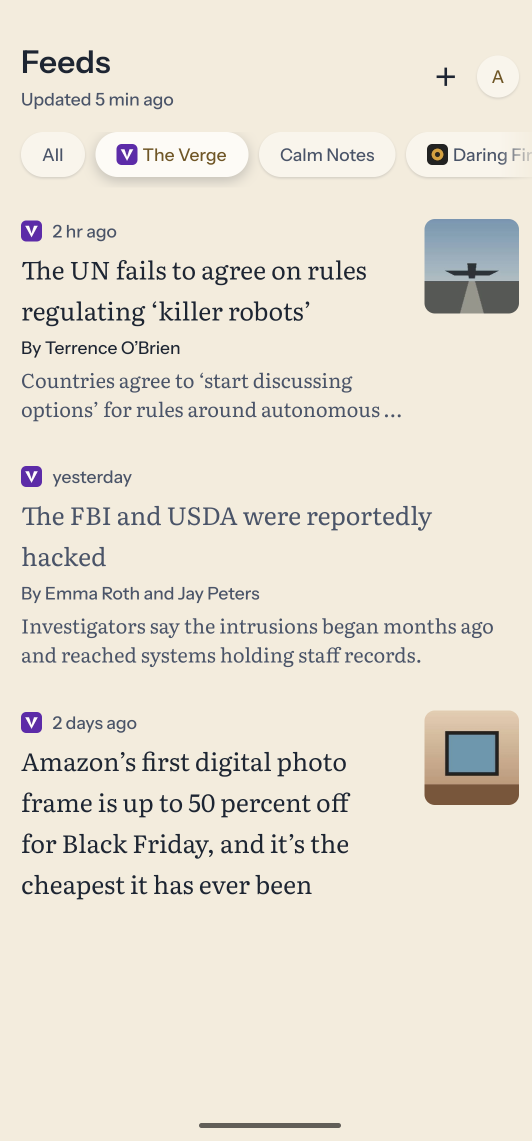 Feeds
Updated 5 min ago
A
All
The Verge
Calm Notes
Daring
2 hr ago
The UN fails to agree on rules
regulating ‘killer robots’
By Terrence O’Brien
Countries agree to ‘start discussing
options’ for rules around autonomous…
yesterday
The FBI and USDA were reportedly
hacked
By Emma Roth and Jay Peters
Investigators say the intrusions began months ago
and reached systems holding staff records.
2 days ago
Amazon’s first digital photo
frame is up to 50 percent off
for Black Friday, and it’s the
cheapest it has ever been